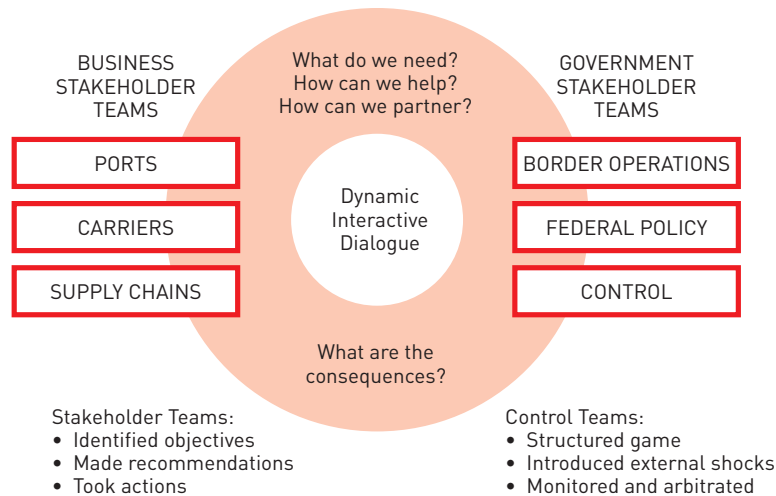 BUSINESS
STAKEHOLDER
TEAMS
PORTS
CARRIERS
SUPPLY CHAINS
What do we need?
How can we help?
How can we partner?
Dynamic
Interactive
Dialogue
What are the
consequences?
GOVERNMENT
STAKEHOLDER
TEAMS
BORDER OPERATIONS
FEDERAL POLICY
CONTROL
Stakeholder Teams:
• Identified objectives
• Made recommendations
• Took actions
Control Teams:
• Structured game
• Introduced external shocks
• Monitored and arbitrated